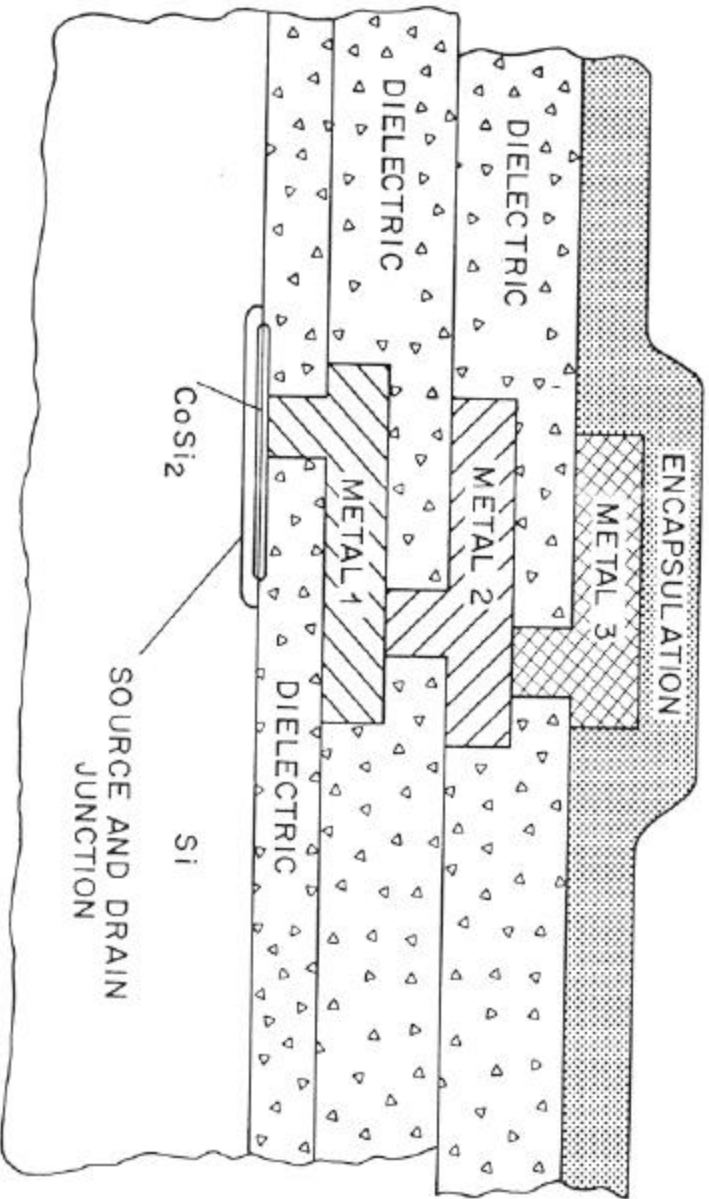 ENCAPSULATION
METAL 3
DIELECTRIC
METAL 2
DIELECTRIC
METAL 1
DIELECTRIC
CoSi2
Si
SOURCE AND DRAIN
JUNCTION